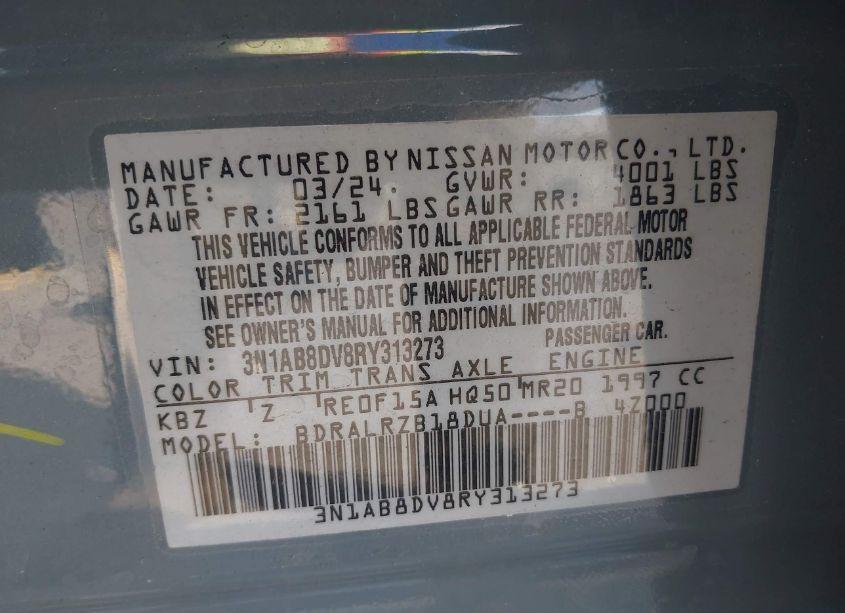 MANUFACTURED BY NISSAN MOTOR CO., LTD.
DATE: 03/24. GVWR: 4001 LBS
GAWR FR: 2161 LBS GAWR RR: 1863 LBS
THIS VEHICLE CONFORMS TO ALL APPLICABLE FEDERAL MOTOR
VEHICLE SAFETY, BUMPER AND THEFT PREVENTION STANDARDS
IN EFFECT ON THE DATE OF MANUFACTURE SHOWN ABOVE.
SEE OWNER'S MANUAL FOR ADDITIONAL INFORMATION.
VIN: 3N1AB8DV8RY313273 PASSENGER CAR.
COLOR TRIM TRANS AXLE ENGINE
KBZ Z RE0F15A HQ50 MR20 1997 CC
MODEL: BDRALRZB18DUA----B 4Z000
3N1AB8DV8RY313273